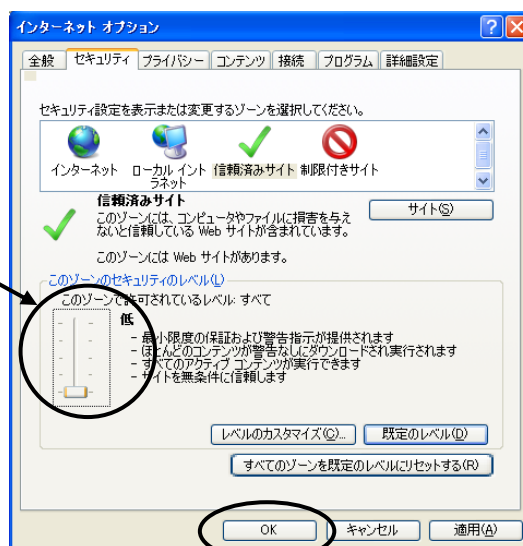 インターネット オプション
全般 セキュリティ プライバシー コンテンツ 接続 プログラム 詳細設定
セキュリティ設定を表示または変更するゾーンを選択してください。
インターネット
ローカル イントラネット
信頼済みサイト
制限付きサイト
信頼済みサイト
このゾーンには、コンピュータやファイルに損害を与え
ないと信頼している Web サイトが含まれています。
サイト(S)
このゾーンには Web サイトがあります。
このゾーンのセキュリティのレベル(L)
このゾーンで許可されているレベル: すべて
低
- 最小限度の保証および警告指示が提供されます
- ほとんどのコンテンツが警告なしにダウンロードされ実行されます
- すべてのアクティブ コンテンツが実行できます
- サイトを無条件に信頼します
レベルのカスタマイズ(C)... 既定のレベル(D)
すべてのゾーンを既定のレベルにリセットする(R)
OK キャンセル 適用(A)